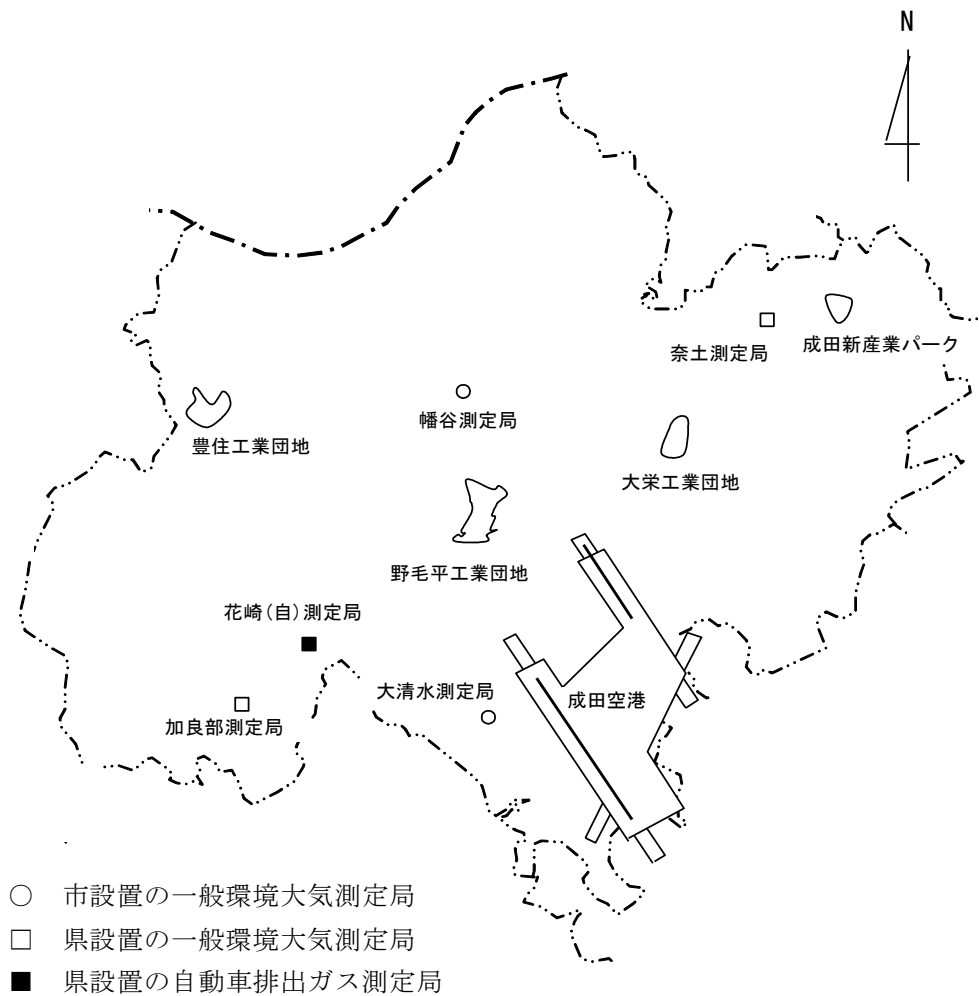 N
奈土測定局
成田新産業パーク
幡谷測定局
豊住工業団地
大栄工業団地
野毛平工業団地
花崎(自)測定局
大清水測定局
成田空港
加良部測定局
○ 市設置の一般環境大気測定局
□ 県設置の一般環境大気測定局
■ 県設置の自動車排出ガス測定局